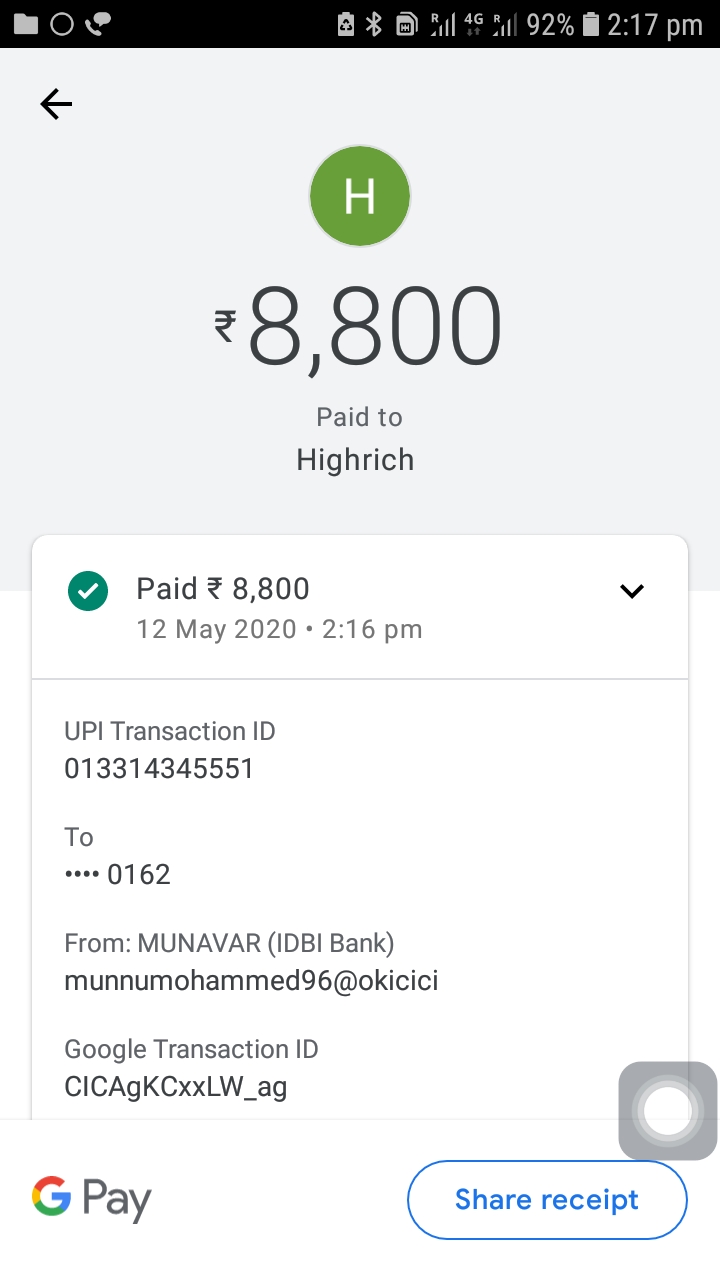 R 4G R 92% 2:17 pm
H
₹8,800
Paid to
Highrich
Paid ₹ 8,800
12 May 2020 • 2:16 pm
UPI Transaction ID
013314345551
To
•••• 0162
From: MUNAVAR (IDBI Bank)
munnumohammed96@okicici
Google Transaction ID
CICAgKCxxLW_ag
G Pay
Share receipt